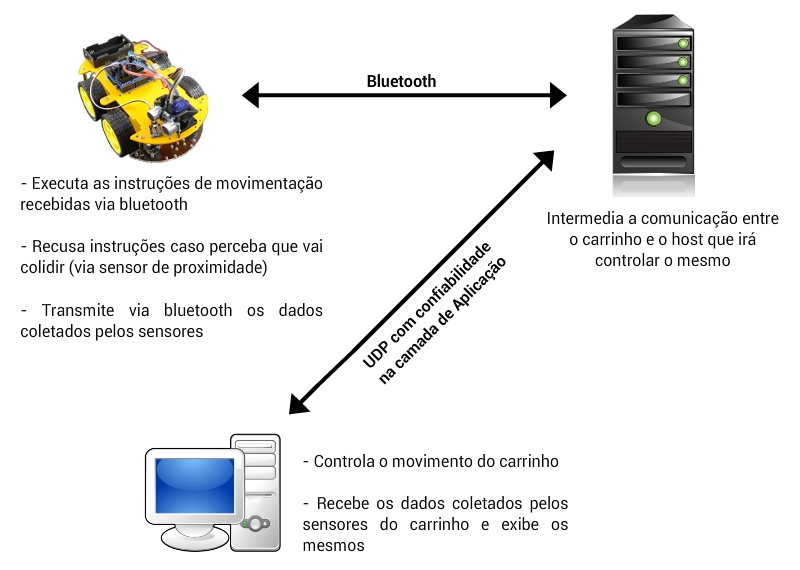 Bluetooth
- Executa as instruções de movimentação
recebidas via bluetooth
- Recusa instruções caso perceba que vai
colidir (via sensor de proximidade)
- Transmite via bluetooth os dados
coletados pelos sensores
Intermedia a comunicação entre
o carrinho e o host que irá
controlar o mesmo
UDP com confiabilidade
na camada de Aplicação
- Controla o movimento do carrinho
- Recebe os dados coletados pelos
sensores do carrinho e exibe os
mesmos